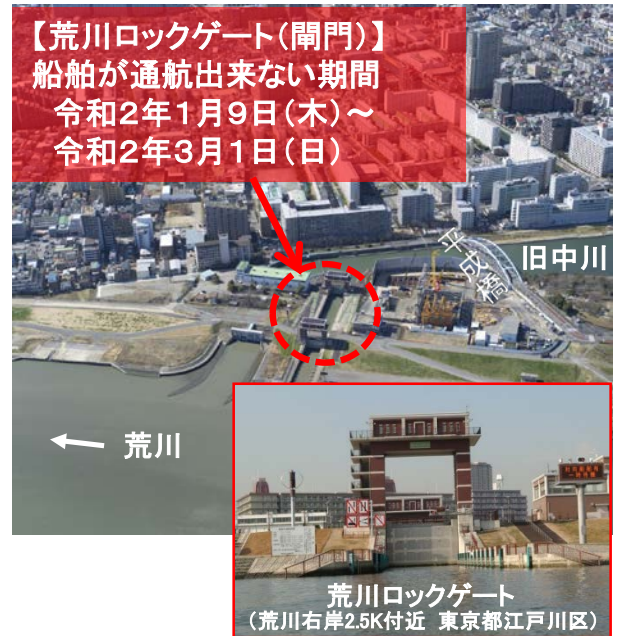 【荒川ロックゲート(閘門)】
船舶が通航出来ない期間
令和2年1月9日(木)～
令和2年3月1日(日)
平成橋
旧中川
荒川
荒川ロックゲート
(荒川右岸2.5K付近 東京都江戸川区)